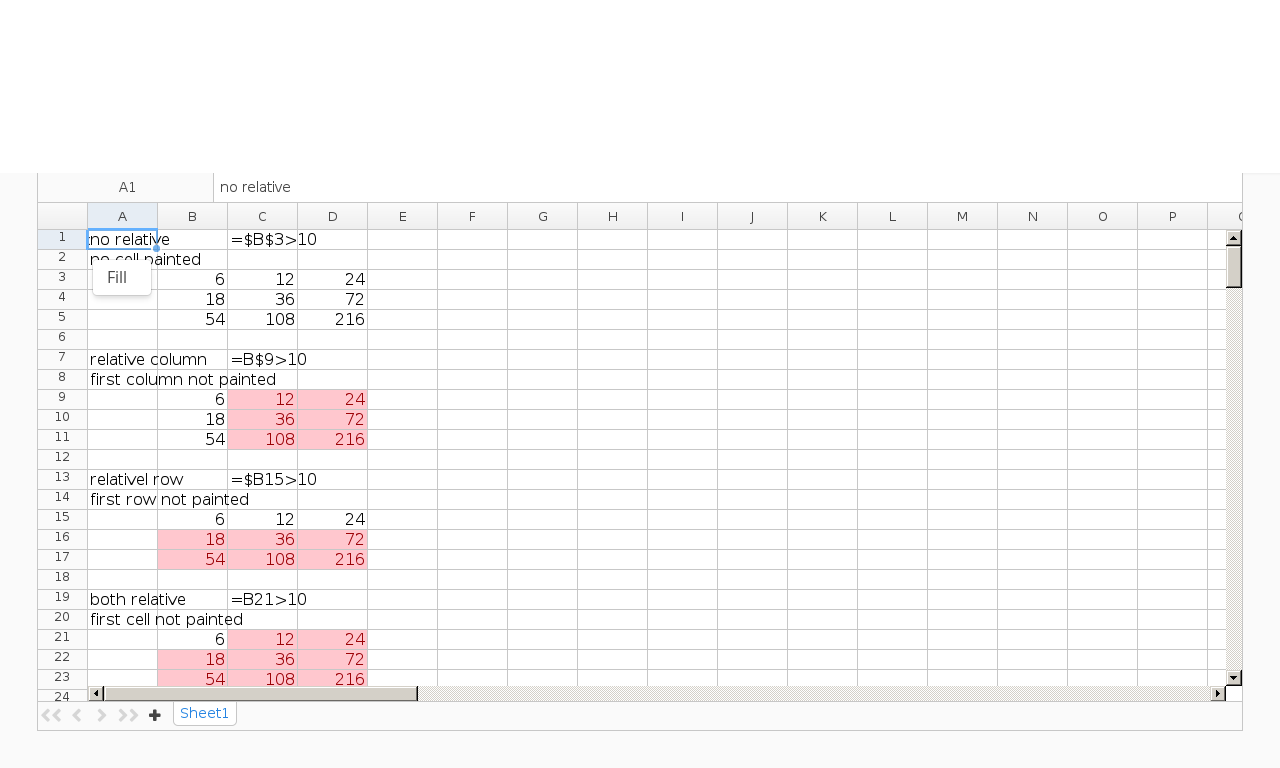 A1 no relative
A B C D E F G H I J K L M N O P
1 no relative =$B$3>10
2 no cell painted
3 6 12 24
Fill
4 18 36 72
5 54 108 216
6
7 relative column =B$9>10
8 first column not painted
9 6 12 24
10 18 36 72
11 54 108 216
12
13 relativel row =$B15>10
14 first row not painted
15 6 12 24
16 18 36 72
17 54 108 216
18
19 both relative =B21>10
20 first cell not painted
21 6 12 24
22 18 36 72
23 54 108 216
24
Sheet1